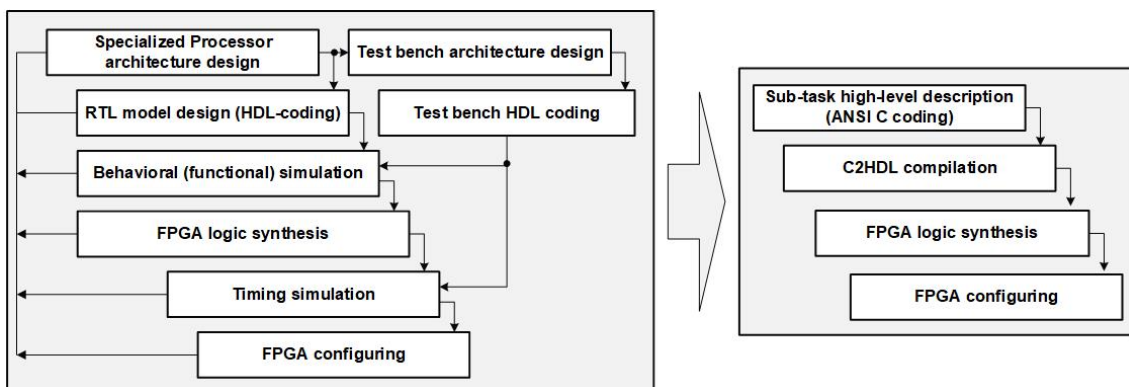 Specialized Processor
architecture design
Test bench architecture design
RTL model design (HDL-coding)
Test bench HDL coding
Behavioral (functional) simulation
FPGA logic synthesis
Timing simulation
FPGA configuring
Sub-task high-level description
(ANSI C coding)
C2HDL compilation
FPGA logic synthesis
FPGA configuring